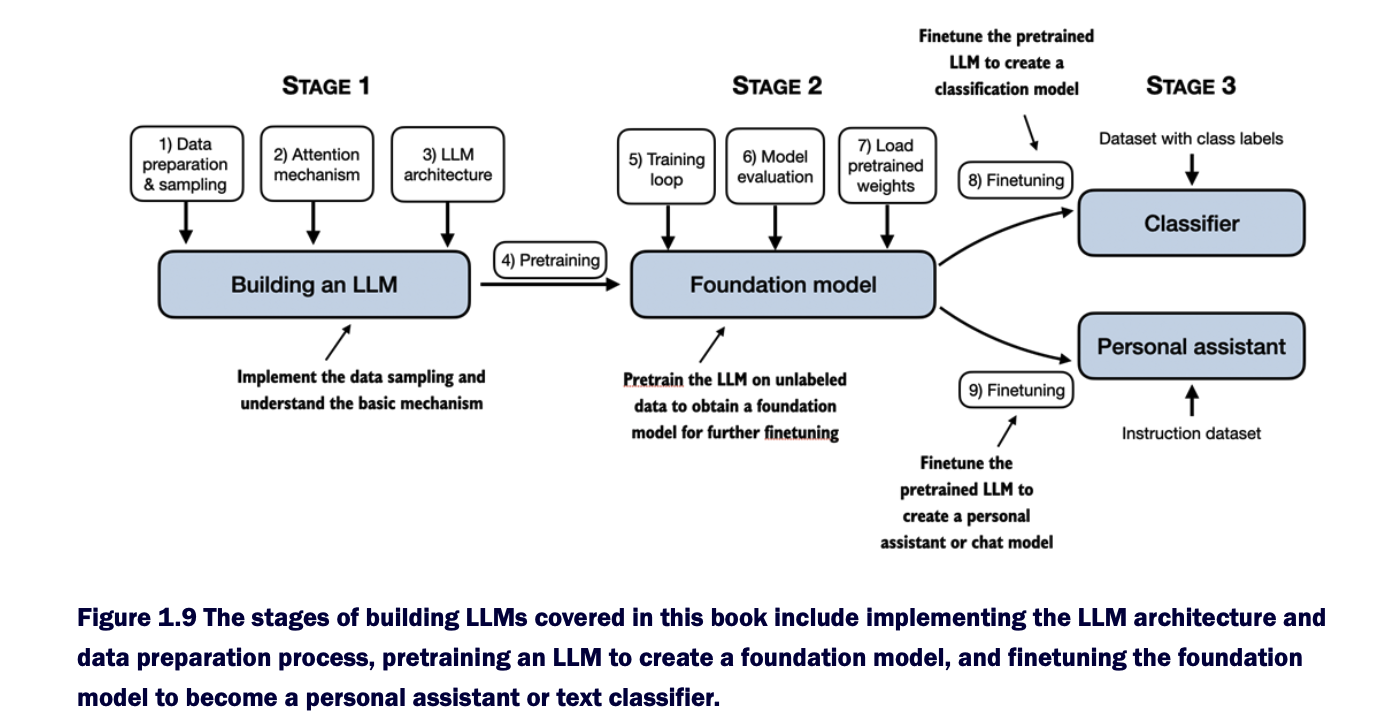 Finetune the pretrained
LLM to create a
classification model
STAGE 1
STAGE 2
STAGE 3
1) Data
preparation
& sampling
2) Attention
mechanism
3) LLM
architecture
5) Training
loop
6) Model
evaluation
7) Load
pretrained
weights
8) Finetuning
Dataset with class labels
Classifier
Building an LLM
4) Pretraining
Foundation model
Personal assistant
Implement the data sampling and
understand the basic mechanism
Pretrain the LLM on unlabeled
data to obtain a foundation
model for further finetuning
9) Finetuning
Instruction dataset
Finetune the
pretrained LLM to
create a personal
assistant or chat model
Figure 1.9 The stages of building LLMs covered in this book include implementing the LLM architecture and
data preparation process, pretraining an LLM to create a foundation model, and finetuning the foundation
model to become a personal assistant or text classifier.